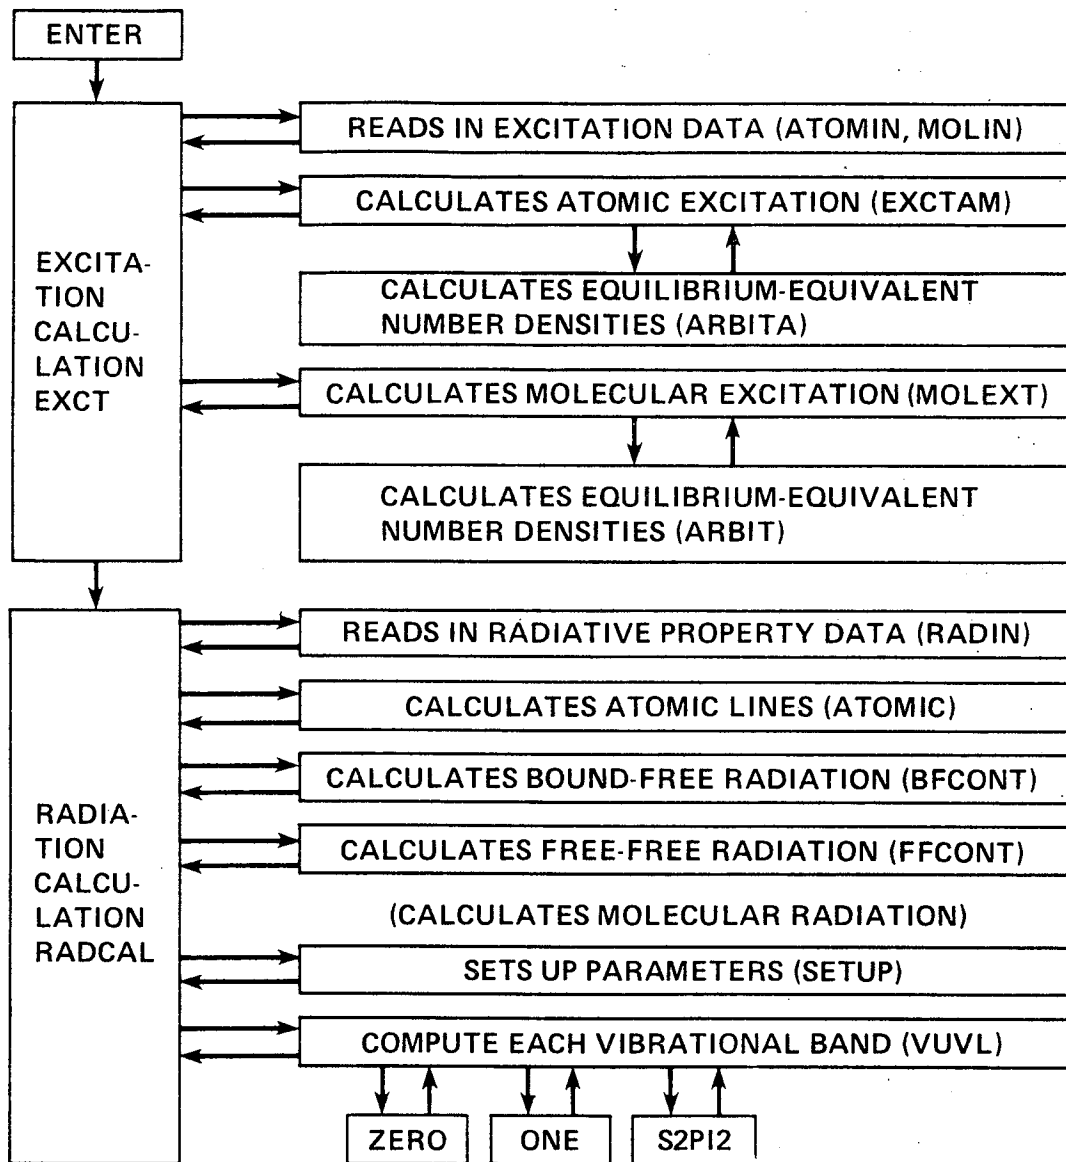 ENTER
READS IN EXCITATION DATA (ATOMIN, MOLIN)
CALCULATES ATOMIC EXCITATION (EXCTAM)
EXCITA-
TION
CALCU-
LATION
EXCT
CALCULATES EQUILIBRIUM-EQUIVALENT
NUMBER DENSITIES (ARBITA)
CALCULATES MOLECULAR EXCITATION (MOLEXT)
CALCULATES EQUILIBRIUM-EQUIVALENT
NUMBER DENSITIES (ARBIT)
READS IN RADIATIVE PROPERTY DATA (RADIN)
CALCULATES ATOMIC LINES (ATOMIC)
CALCULATES BOUND-FREE RADIATION (BFCONT)
RADIA-
TION
CALCU-
LATION
RADCAL
CALCULATES FREE-FREE RADIATION (FFCONT)
(CALCULATES MOLECULAR RADIATION)
SETS UP PARAMETERS (SETUP)
COMPUTE EACH VIBRATIONAL BAND (VUVL)
ZERO
ONE
S2PI2